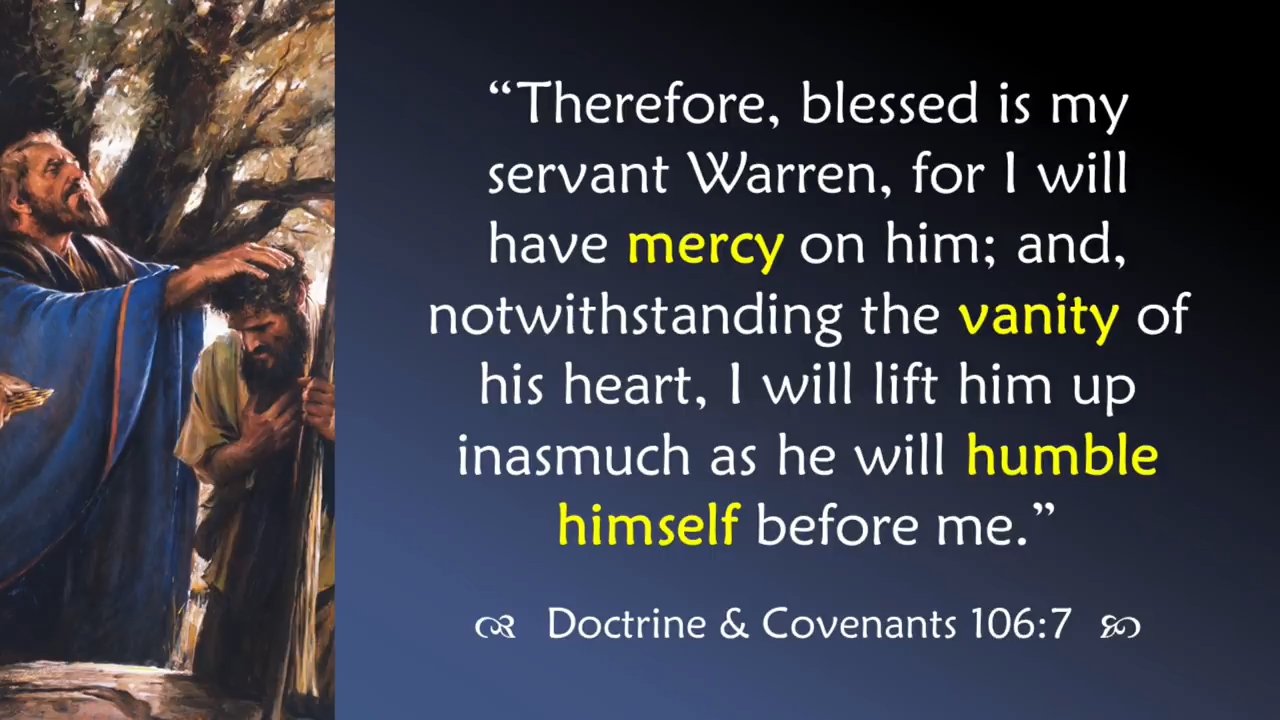 “Therefore, blessed is my
servant Warren, for I will
have mercy on him; and,
notwithstanding the vanity of
his heart, I will lift him up
inasmuch as he will humble
himself before me.”
Doctrine & Covenants 106:7